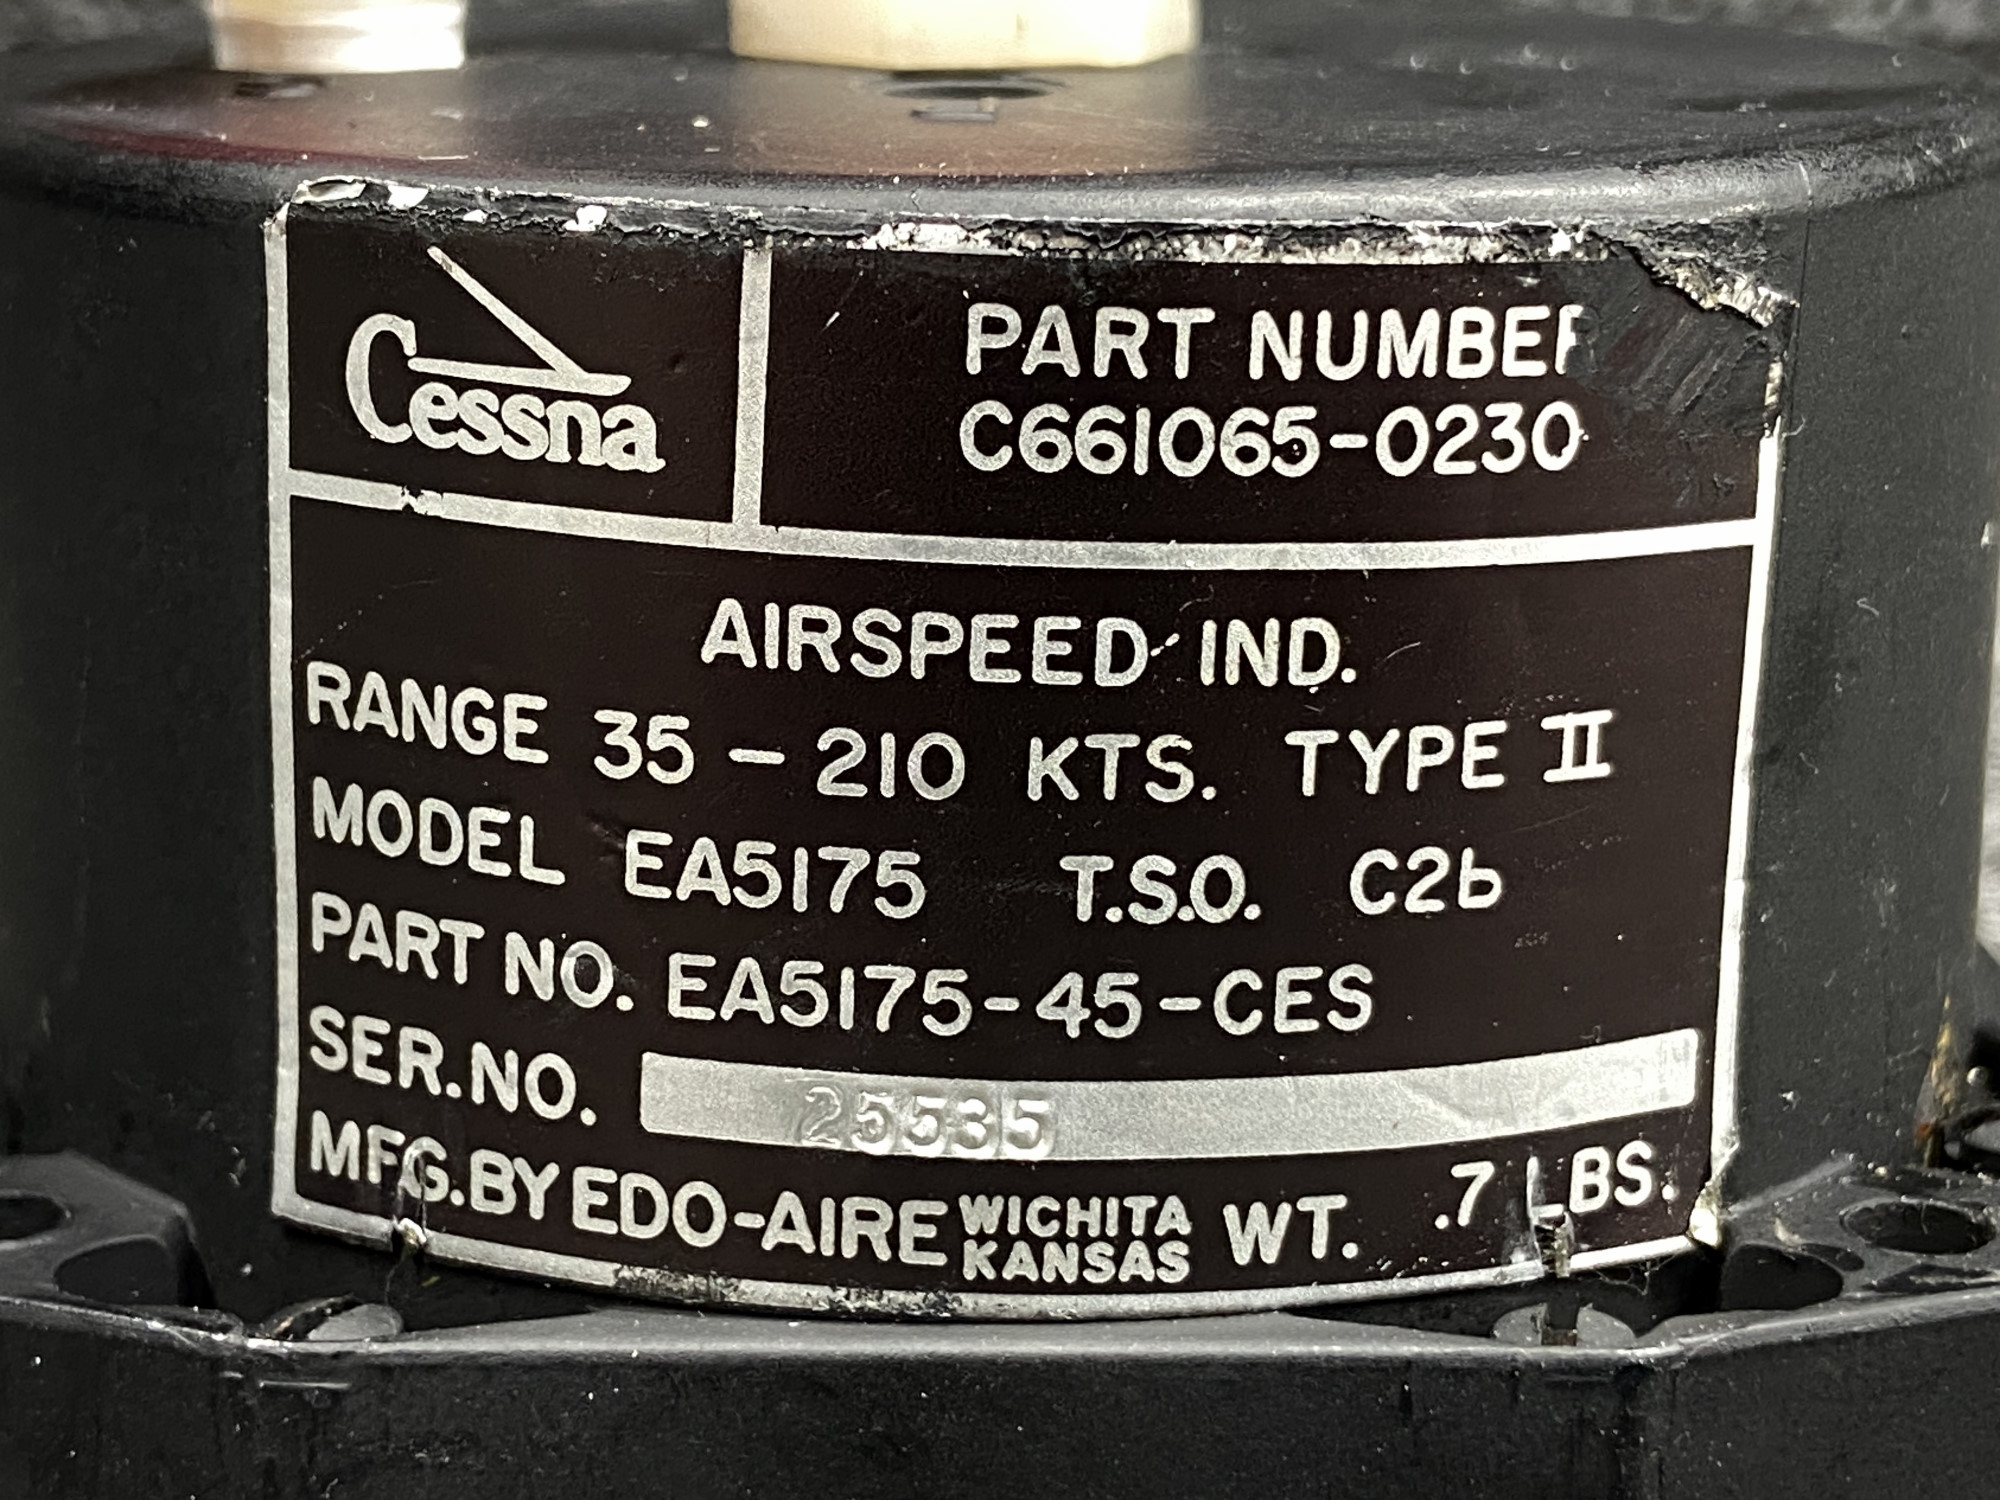 Cessna
PART NUMBER
C661065-0230
AIRSPEED IND.
RANGE 35 - 210 KTS. TYPE II
MODEL EA5175 T.S.O. C2b
PART NO. EA5175-45-CES
SER.NO. 25535
MFG.BY EDO-AIRE WICHITA KANSAS WT. .7 LBS.